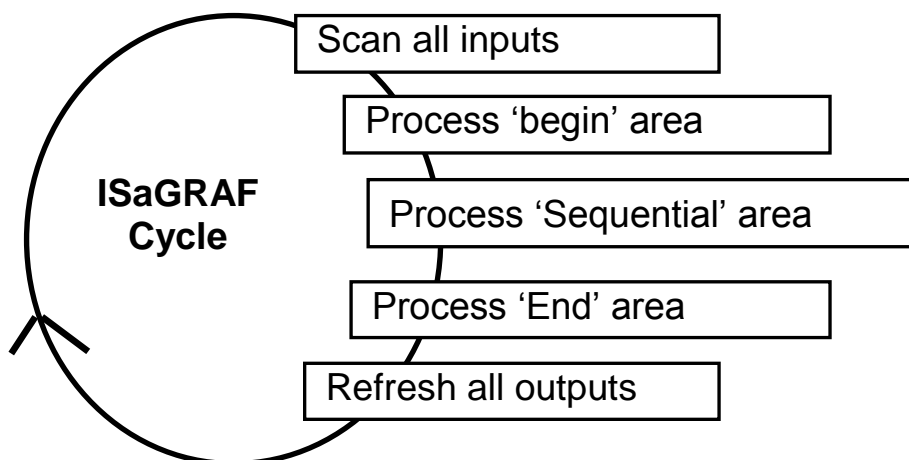 Scan all inputs
Process ‘begin’ area
ISaGRAF
Cycle
Process ‘Sequential’ area
Process ‘End’ area
Refresh all outputs